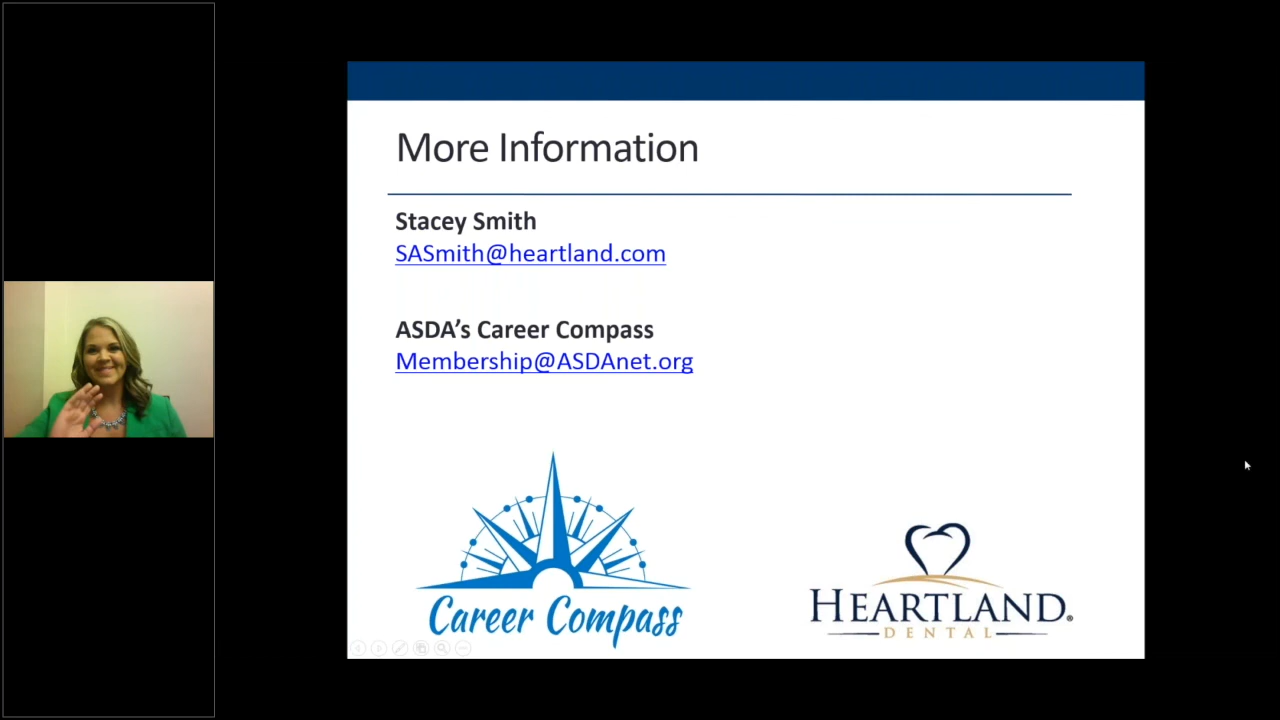 More Information
Stacey Smith
SASmith@heartland.com
ASDA's Career Compass
Membership@ASDAnet.org
Career Compass
HEARTLAND®
DENTAL